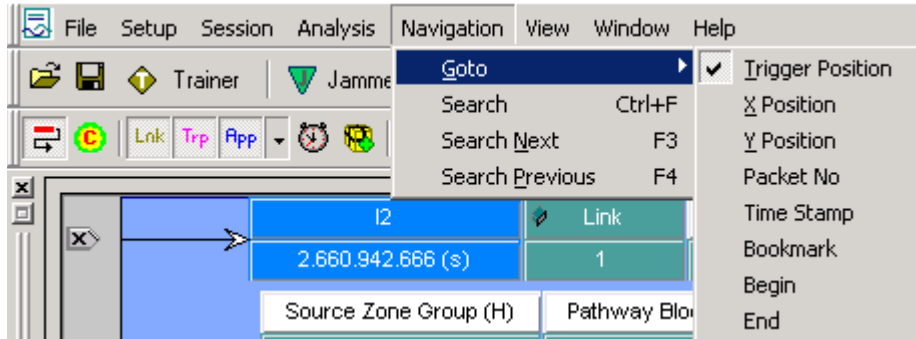 File Setup Session Analysis Navigation View Window Help
Trainer Jamme
Goto
Search Ctrl+F
Search Next F3
Search Previous F4
Trigger Position
X Position
Y Position
Packet No
Time Stamp
Bookmark
Begin
End
C Lnk Trp App
X
I2 Link
2.660.942.666 (s) 1
Source Zone Group (H) Pathway Blo